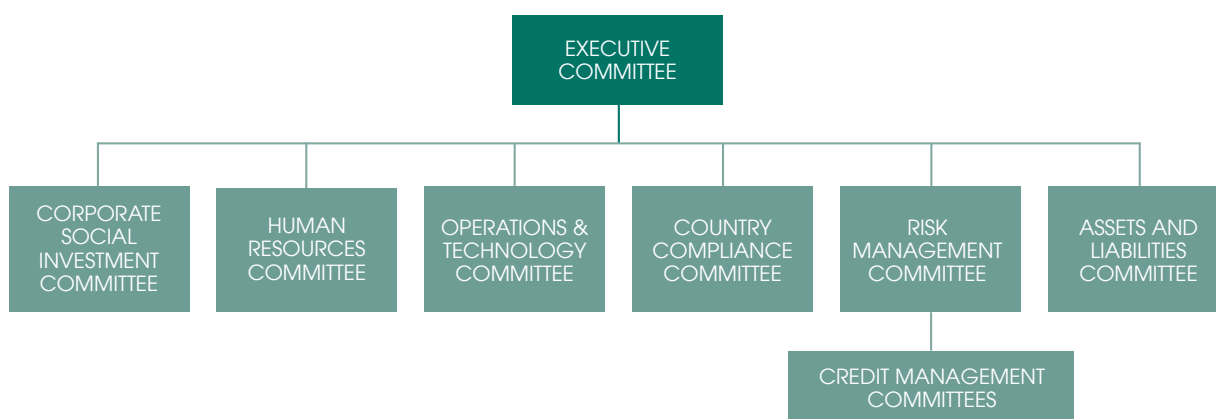 EXECUTIVE
COMMITTEE
CORPORATE
SOCIAL
INVESTMENT
COMMITTEE
HUMAN
RESOURCES
COMMITTEE
OPERATIONS &
TECHNOLOGY
COMMITTEE
COUNTRY
COMPLIANCE
COMMITTEE
RISK
MANAGEMENT
COMMITTEE
ASSETS AND
LIABILITIES
COMMITTEE
CREDIT MANAGEMENT
COMMITTEES